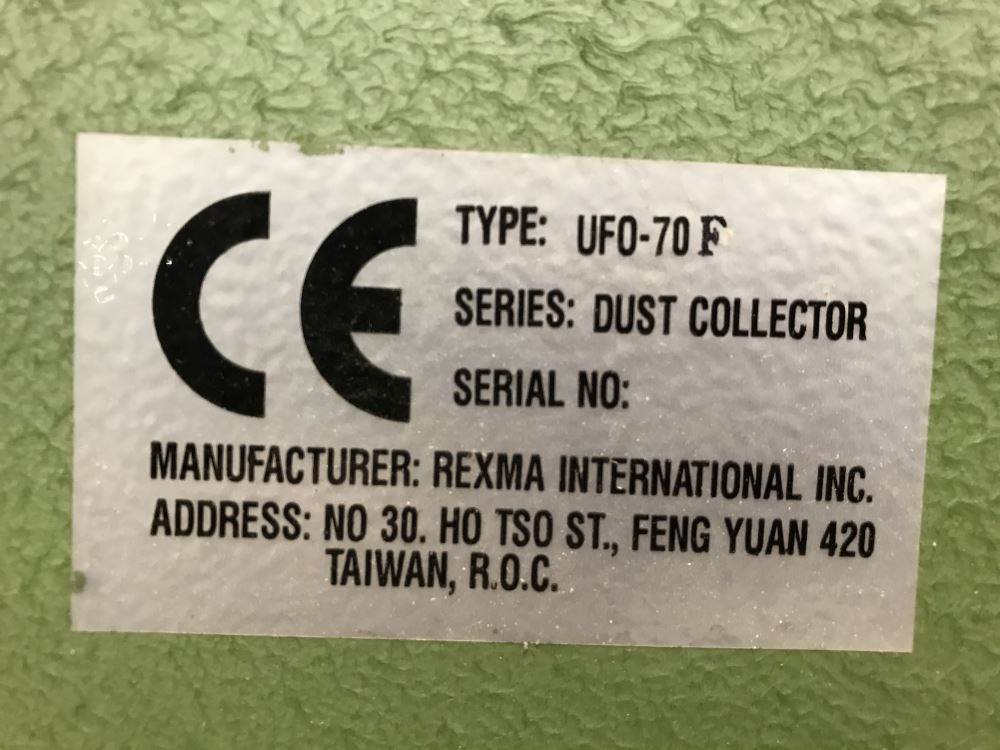 CE
TYPE: UFO-70 F
SERIES: DUST COLLECTOR
SERIAL NO:
MANUFACTURER: REXMA INTERNATIONAL INC.
ADDRESS: NO 30. HO TSO ST., FENG YUAN 420
TAIWAN, R.O.C.